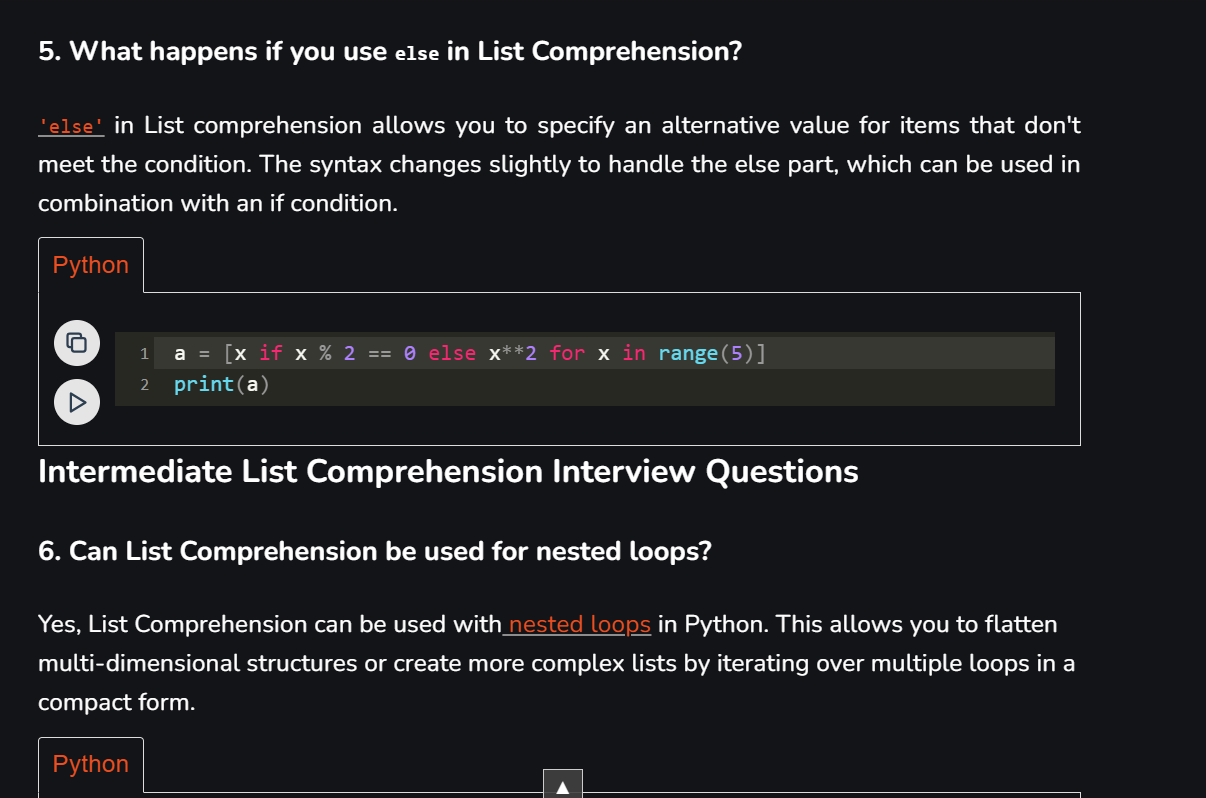 5. What happens if you use else in List Comprehension?
'else' in List comprehension allows you to specify an alternative value for items that don't
meet the condition. The syntax changes slightly to handle the else part, which can be used in
combination with an if condition.
Python
1 a = [x if x % 2 == 0 else x**2 for x in range(5)]
2 print(a)
Intermediate List Comprehension Interview Questions
6. Can List Comprehension be used for nested loops?
Yes, List Comprehension can be used with nested loops in Python. This allows you to flatten
multi-dimensional structures or create more complex lists by iterating over multiple loops in a
compact form.
Python